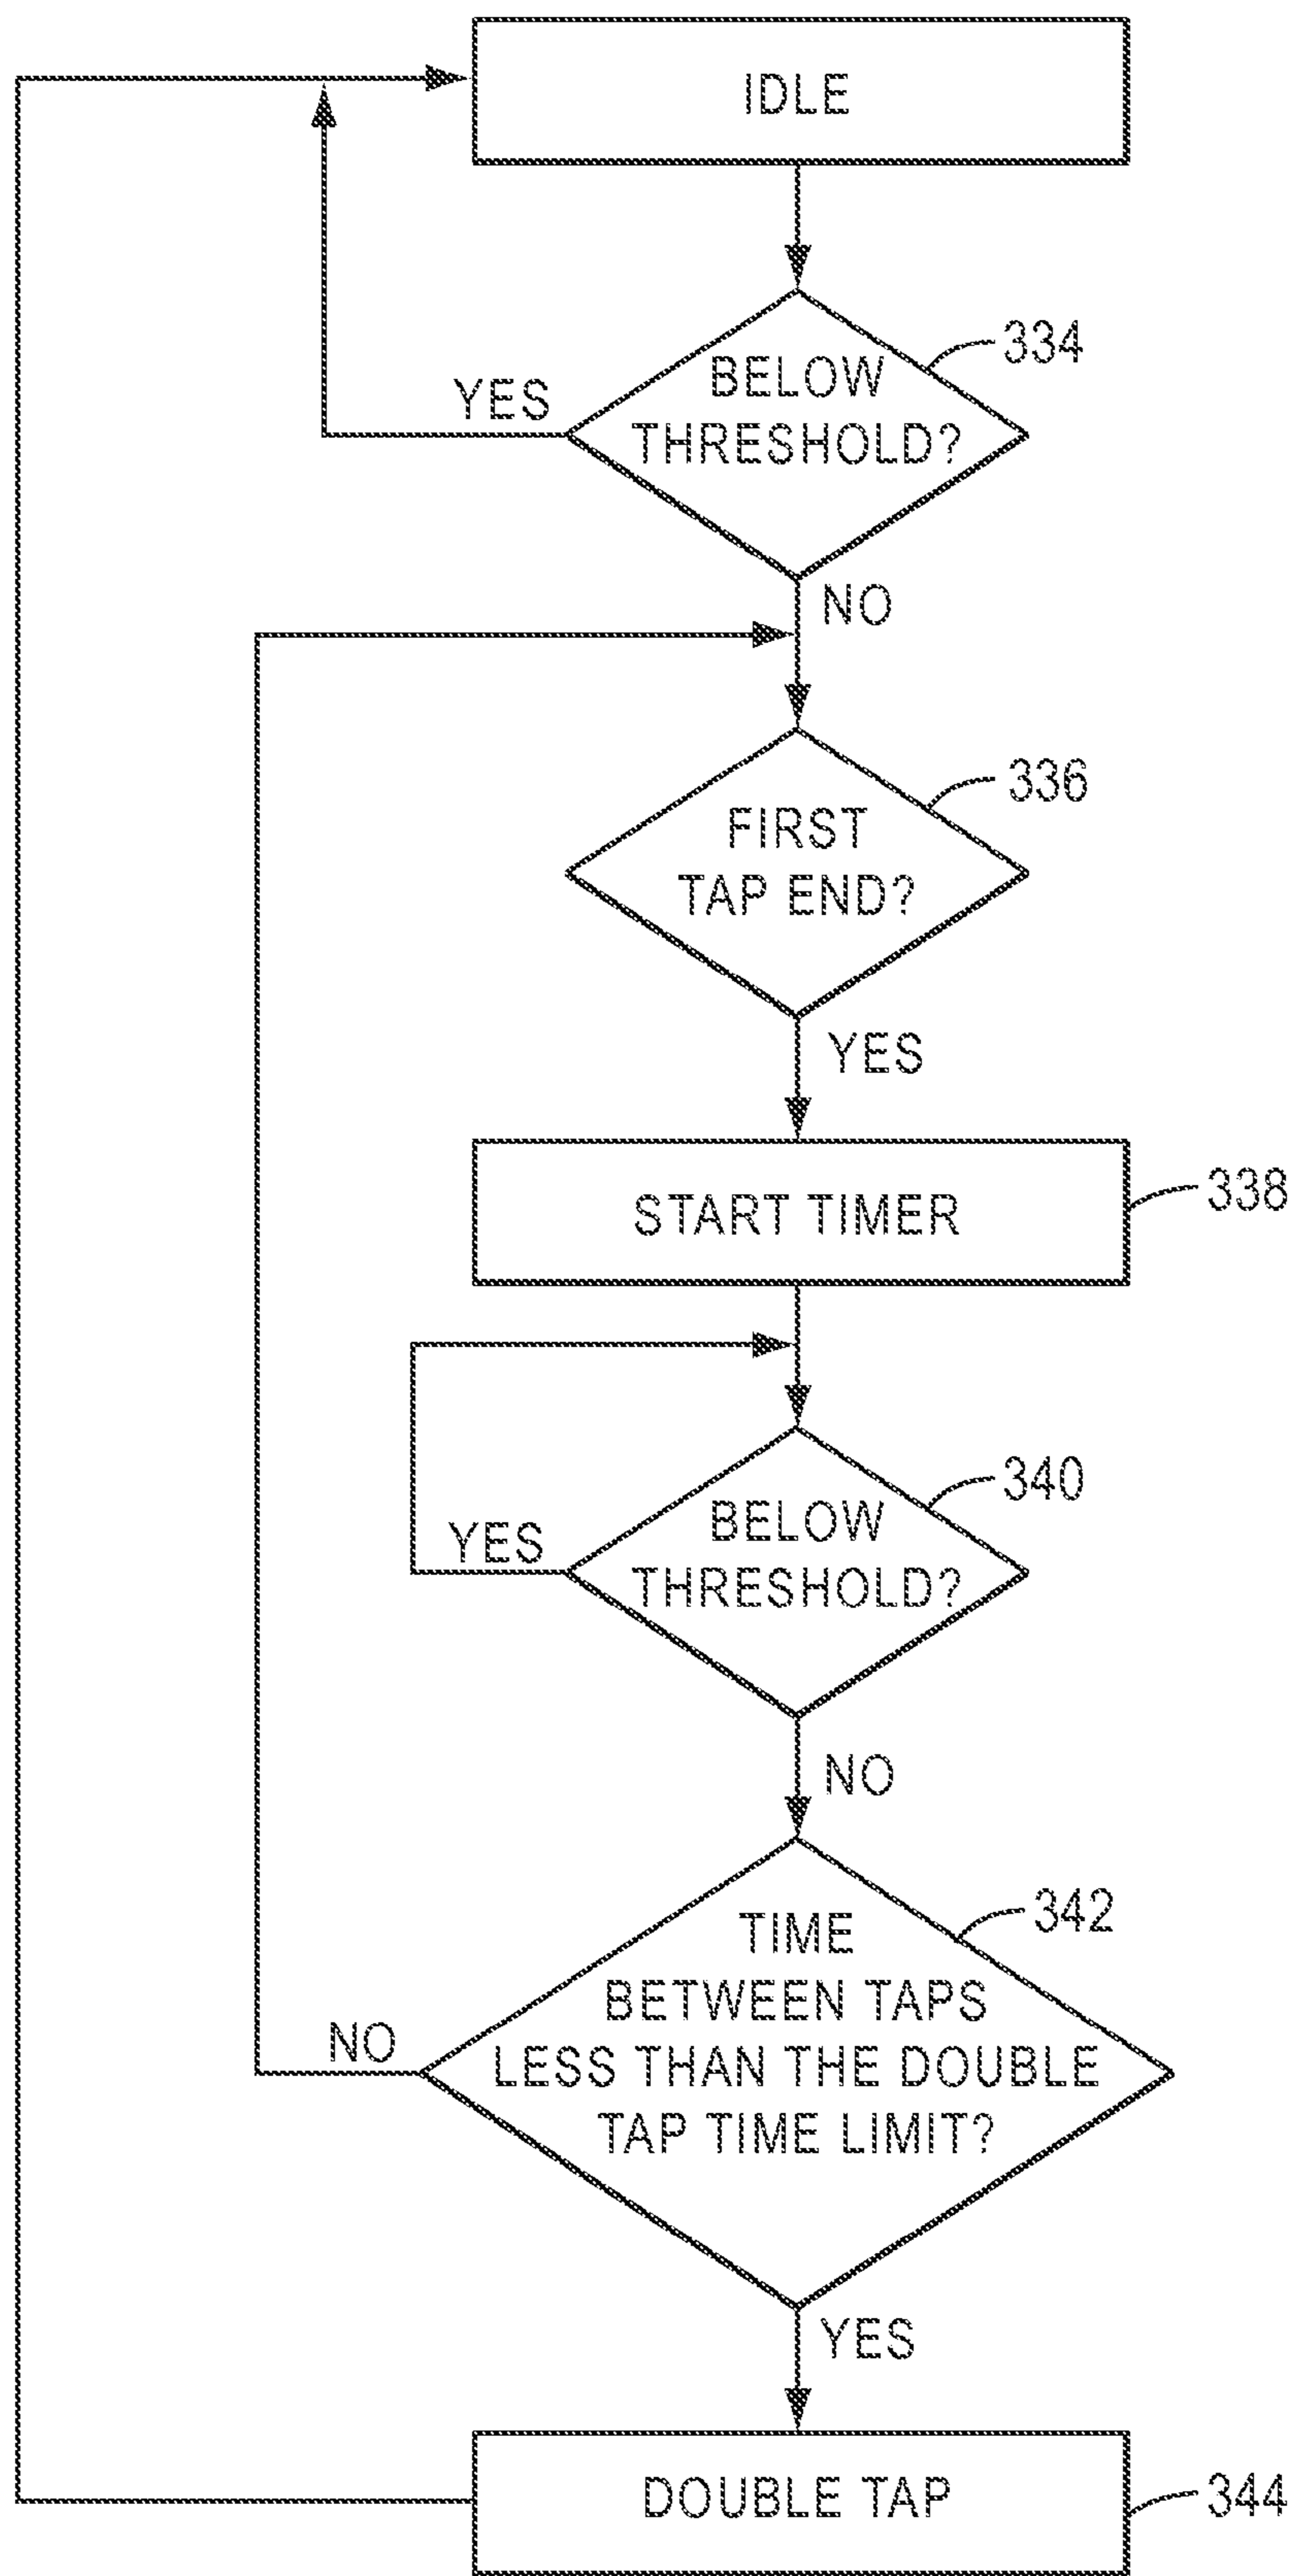 IDLE
334
BELOW
THRESHOLD?
YES
NO
336
FIRST
TAP END?
YES
START TIMER
338
340
BELOW
THRESHOLD?
YES
NO
342
TIME
BETWEEN TAPS
LESS THAN THE DOUBLE
TAP TIME LIMIT?
NO
YES
DOUBLE TAP
344